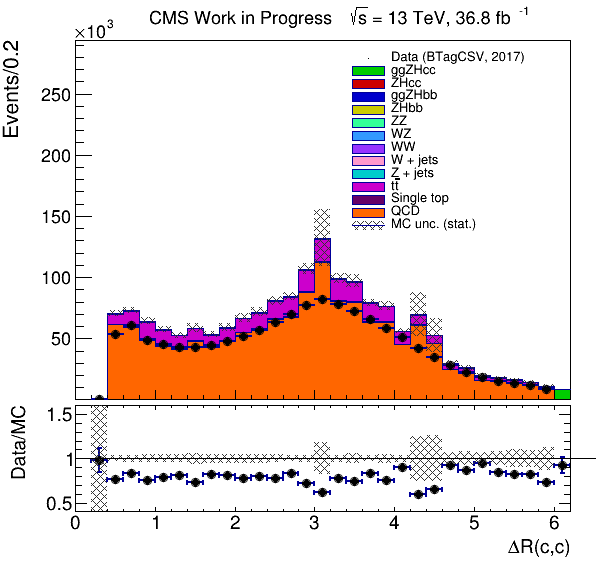 CMS Work in Progress √s = 13 TeV, 36.8 fb⁻¹
×10³
Events/0.2
Data (BTagCSV, 2017)
ggZHcc
ZHcc
ggZHbb
ZHbb
ZZ
WZ
WW
W + jets
Z + jets
tt̅
Single top
QCD
MC unc. (stat.)
250
200
150
100
50
Data/MC
1.5
1
0.5
0 1 2 3 4 5 6
ΔR(c,c)